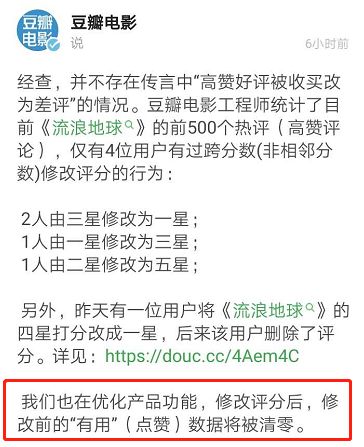 豆瓣
电影
豆瓣电影
说
6小时前
经查，并不存在传言中“高赞好评被收买改
为差评”的情况。豆瓣电影工程师统计了目
前《流浪地球》的前500个热评（高赞评
论），仅有4位用户有过跨分数(非相邻分
数)修改评分的行为：
2人由三星修改为一星；
1人由一星修改为三星；
1人由二星修改为五星；
另外，昨天有一位用户将《流浪地球》的
四星打分改成一星，后来该用户删除了评
分。详见：https://douc.cc/4Aem4C
我们也在优化产品功能，修改评分后，修
改前的“有用”（点赞）数据将被清零。